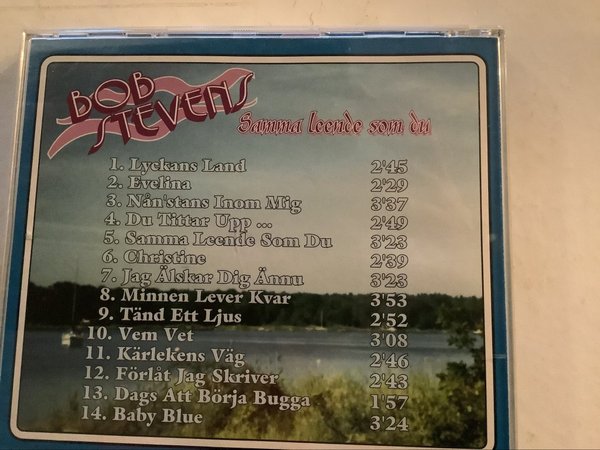 BOB
STEVENS
Samma leende som du
1. Lyckans Land 2'45
2. Evelina 2'29
3. Nån'stans Inom Mig 3'37
4. Du Tittar Upp ... 2'49
5. Samma Leende Som Du 3'23
6. Christine 2'39
7. Jag Älskar Dig Ännu 3'23
8. Minnen Lever Kvar 3'53
9. Tänd Ett Ljus 2'52
10. Vem Vet 3'08
11. Kärlekens Väg 2'46
12. Förlåt Jag Skriver 2'43
13. Dags Att Börja Bugga 1'57
14. Baby Blue 3'24